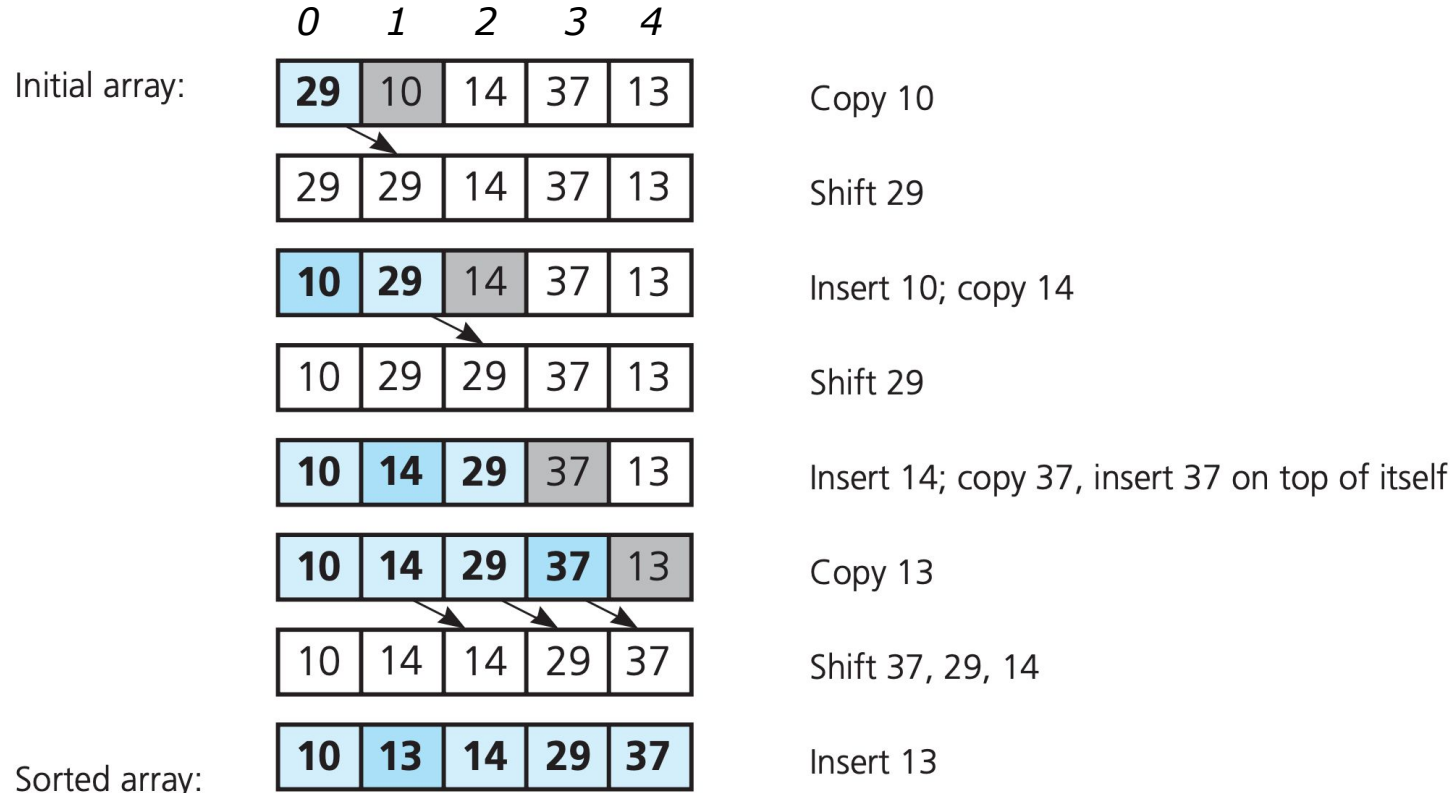 0 1 2 3 4
Initial array: 29 10 14 37 13 Copy 10
29 29 14 37 13 Shift 29
10 29 14 37 13 Insert 10; copy 14
10 29 29 37 13 Shift 29
10 14 29 37 13 Insert 14; copy 37, insert 37 on top of itself
10 14 29 37 13 Copy 13
10 14 14 29 37 Shift 37, 29, 14
Sorted array: 10 13 14 29 37 Insert 13